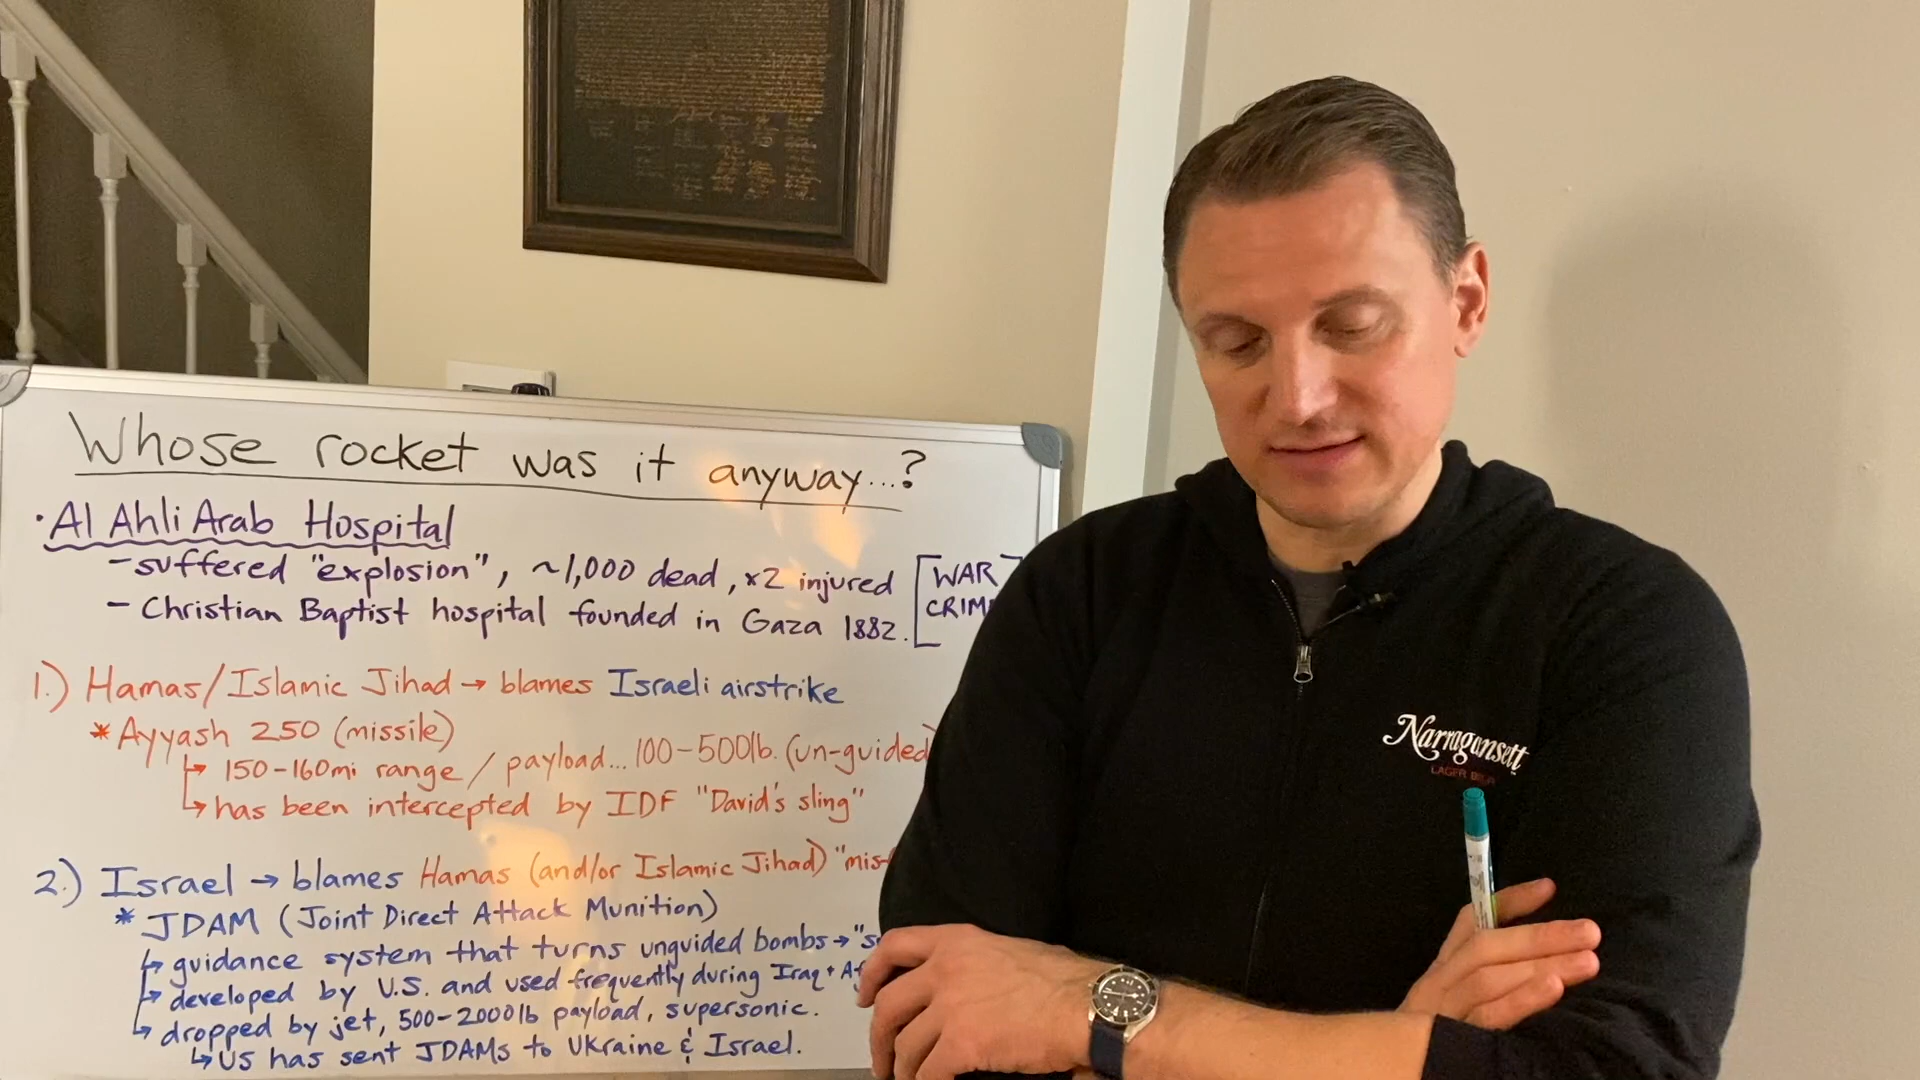 Whose rocket was it anyway...?
• Al Ahli Arab Hospital
- suffered "explosion", ~1,000 dead, x2 injured
- Christian Baptist hospital founded in Gaza 1882.
[WAR
CRIM
1.) Hamas/Islamic Jihad → blames Israeli airstrike
* Ayyash 250 (missile)
↳ 150-160mi range / payload... 100-500lb. (un-guided)
↳ has been intercepted by IDF "David's sling"
2.) Israel → blames Hamas (and/or Islamic Jihad) "mis-
* JDAM (Joint Direct Attack Munition)
↳ guidance system that turns unguided bombs → "s
↳ developed by U.S. and used frequently during Iraq + Af
↳ dropped by jet, 500-2000lb payload, supersonic.
↳ US has sent JDAMs to Ukraine & Israel.
Narragansett
LAGER